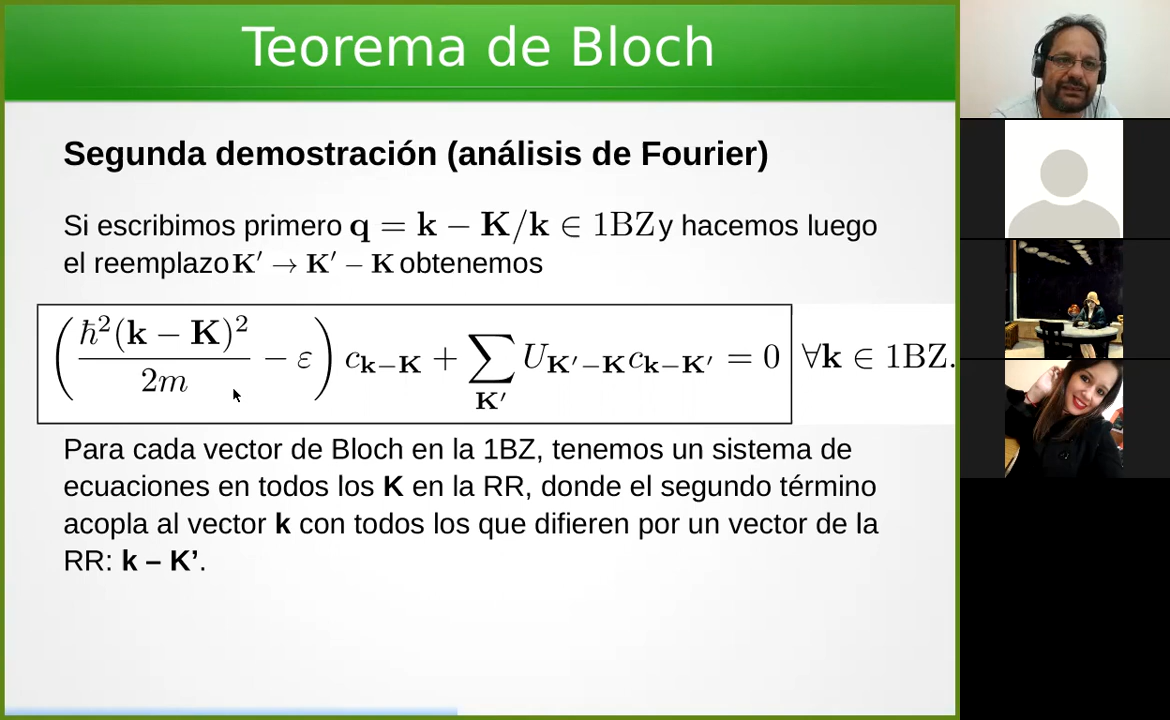 Teorema de Bloch
Segunda demostración (análisis de Fourier)
Si escribimos primero q = k − K/k ∈ 1BZ y hacemos luego
el reemplazo K′ → K′ − K obtenemos
(ħ²(k − K)²/2m − ε) c_{k−K} + ∑_{K′} U_{K′−K} c_{k−K′} = 0 ∀k ∈ 1BZ.
Para cada vector de Bloch en la 1BZ, tenemos un sistema de
ecuaciones en todos los K en la RR, donde el segundo término
acopla al vector k con todos los que difieren por un vector de la
RR: k – K’.